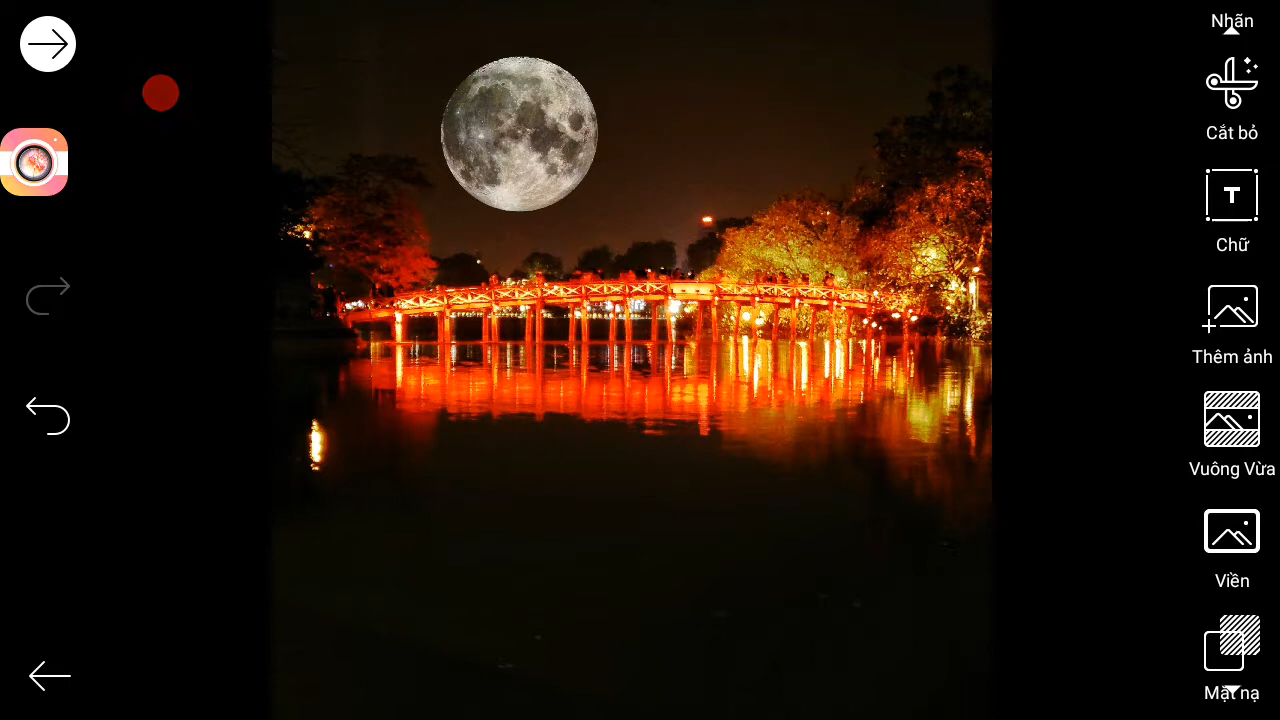 Nhãn
Cắt bỏ
T
Chữ
Thêm ảnh
Vuông Vừa
Viền
Mặt nạ